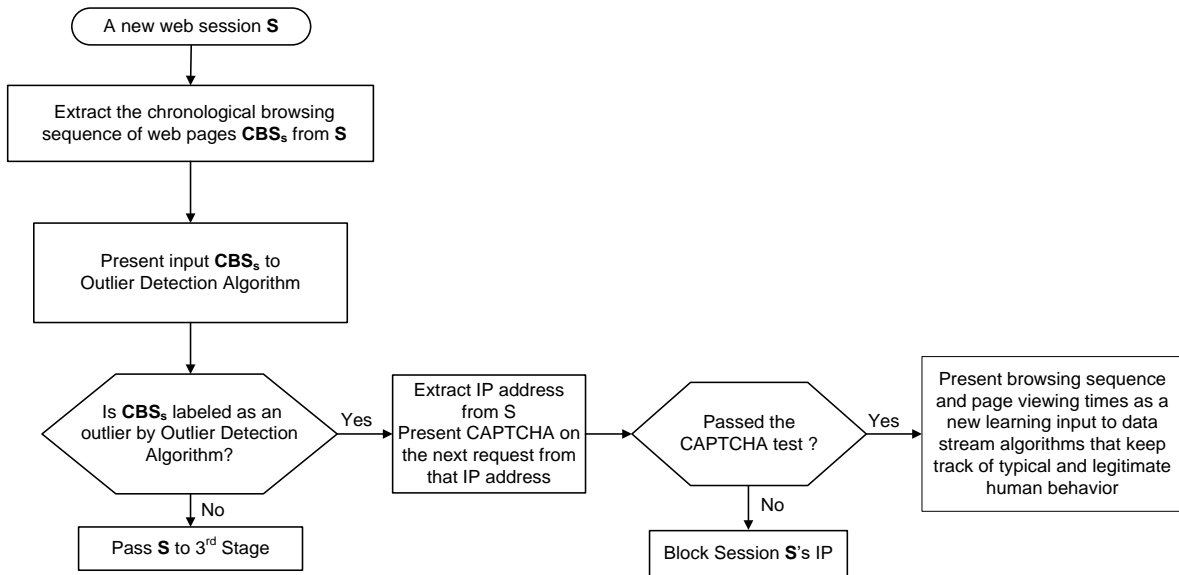 A new web session S
Extract the chronological browsing
sequence of web pages CBSs from S
Present input CBSs to
Outlier Detection Algorithm
Is CBSs labeled as an
outlier by Outlier Detection
Algorithm?
Yes
No
Pass S to 3rd Stage
Extract IP address
from S
Present CAPTCHA on
the next request from
that IP address
Passed the
CAPTCHA test ?
Yes
No
Block Session S's IP
Present browsing sequence
and page viewing times as a
new learning input to data
stream algorithms that keep
track of typical and legitimate
human behavior